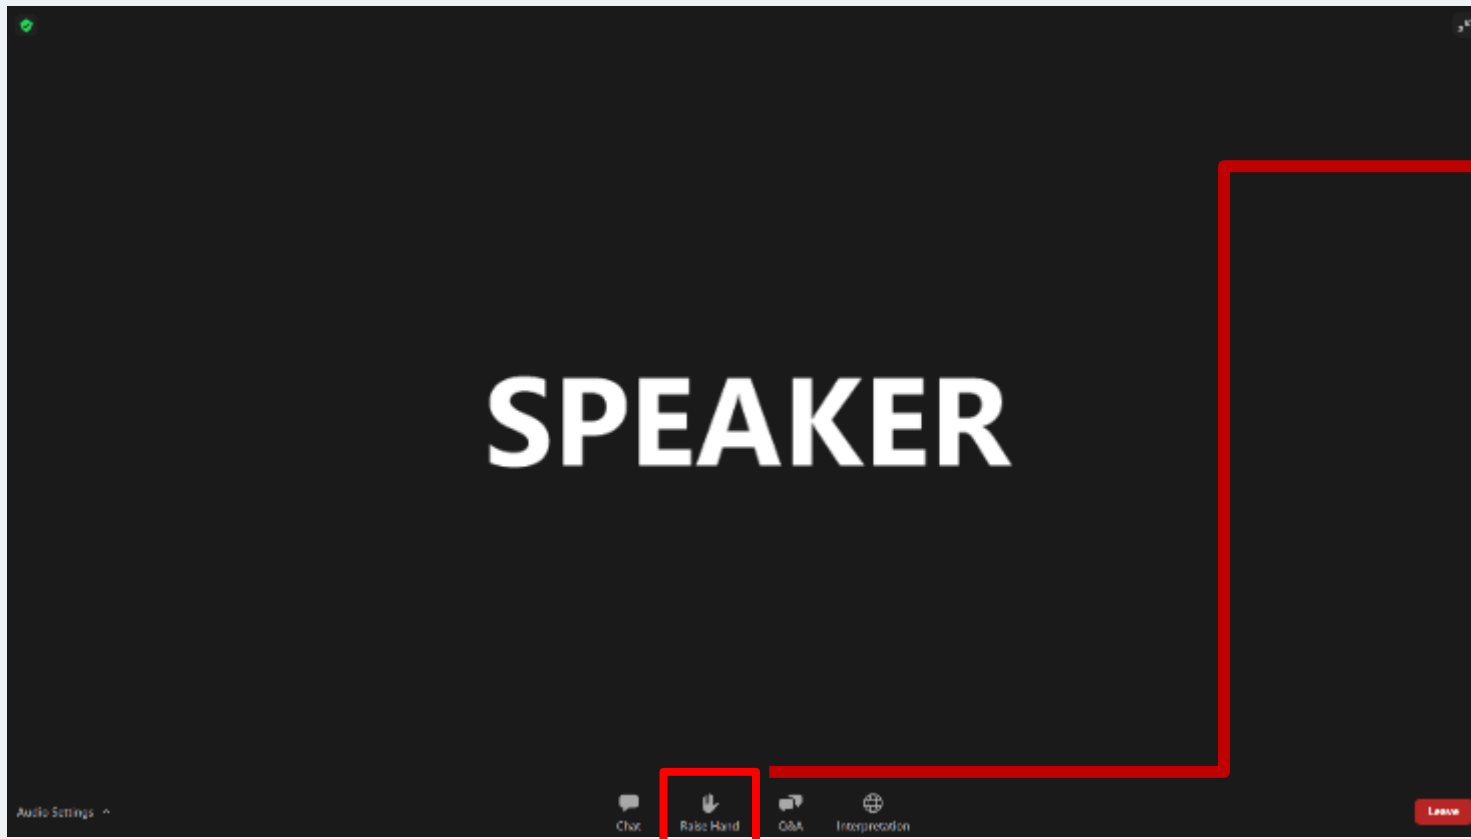 SPEAKER
Audio Settings
Chat
Raise Hand
Q&A
Interpretation
Leave